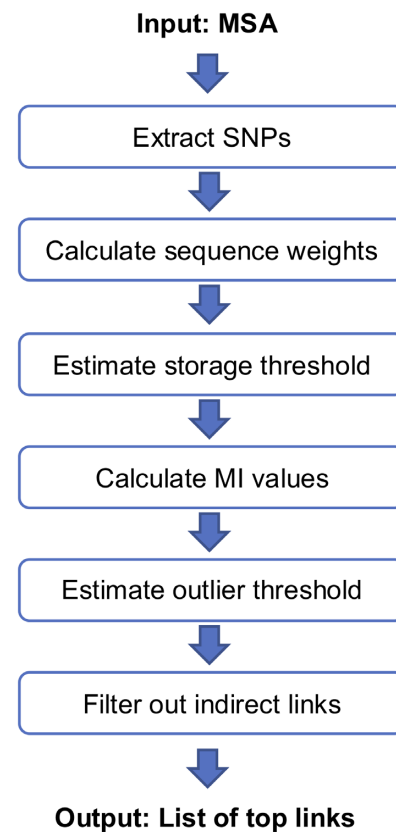 Input: MSA
Extract SNPs
Calculate sequence weights
Estimate storage threshold
Calculate MI values
Estimate outlier threshold
Filter out indirect links
Output: List of top links